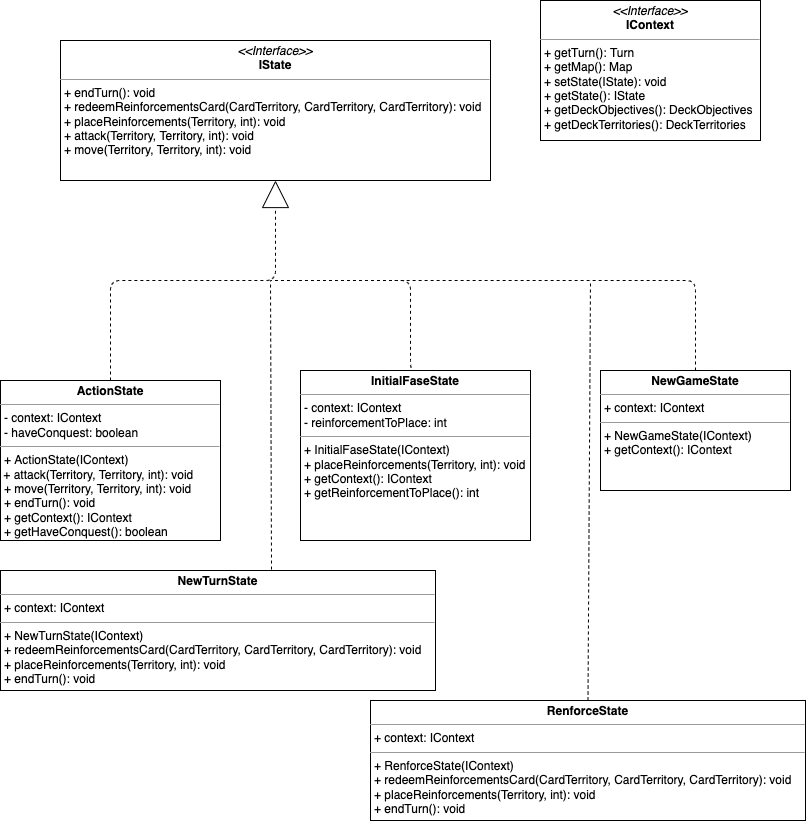 <<Interface>>
IState
+ endTurn(): void
+ redeemReinforcementsCard(CardTerritory, CardTerritory, CardTerritory): void
+ placeReinforcements(Territory, int): void
+ attack(Territory, Territory, int): void
+ move(Territory, Territory, int): void
<<Interface>>
IContext
+ getTurn(): Turn
+ getMap(): Map
+ setState(IState): void
+ getState(): IState
+ getDeckObjectives(): DeckObjectives
+ getDeckTerritories(): DeckTerritories
ActionState
- context: IContext
- haveConquest: boolean
+ ActionState(IContext)
+ attack(Territory, Territory, int): void
+ move(Territory, Territory, int): void
+ endTurn(): void
+ getContext(): IContext
+ getHaveConquest(): boolean
InitialFaseState
- context: IContext
- reinforcementToPlace: int
+ InitialFaseState(IContext)
+ placeReinforcements(Territory, int): void
+ getContext(): IContext
+ getReinforcementToPlace(): int
NewGameState
+ context: IContext
+ NewGameState(IContext)
+ getContext(): IContext
NewTurnState
+ context: IContext
+ NewTurnState(IContext)
+ redeemReinforcementsCard(CardTerritory, CardTerritory, CardTerritory): void
+ placeReinforcements(Territory, int): void
+ endTurn(): void
RenforceState
+ context: IContext
+ RenforceState(IContext)
+ redeemReinforcementsCard(CardTerritory, CardTerritory, CardTerritory): void
+ placeReinforcements(Territory, int): void
+ endTurn(): void